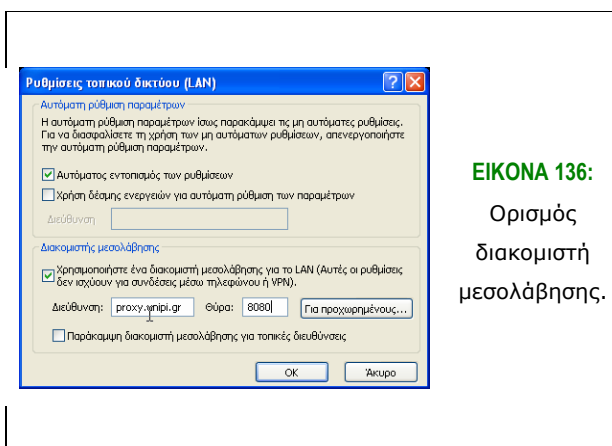 Ρυθμίσεις τοπικού δικτύου (LAN)
Αυτόματη ρύθμιση παραμέτρων
Η αυτόματη ρύθμιση παραμέτρων ίσως παρακάμψει τις μη αυτόματες ρυθμίσεις.
Για να διασφαλίσετε τη χρήση των μη αυτόματων ρυθμίσεων, απενεργοποιήστε
την αυτόματη ρύθμιση παραμέτρων.
Αυτόματος εντοπισμός των ρυθμίσεων
Χρήση δέσμης ενεργειών για αυτόματη ρύθμιση των παραμέτρων
Διεύθυνση
Διακομιστής μεσολάβησης
Χρησιμοποιήστε ένα διακομιστή μεσολάβησης για το LAN (Αυτές οι ρυθμίσεις
δεν ισχύουν για συνδέσεις μέσω τηλεφώνου ή VPN).
Διεύθυνση: proxy.unipi.gr Θύρα: 8080 Για προχωρημένους...
Παράκαμψη διακομιστή μεσολάβησης για τοπικές διευθύνσεις
OK Άκυρο
ΕΙΚΟΝΑ 136:
Ορισμός
διακομιστή
μεσολάβησης.